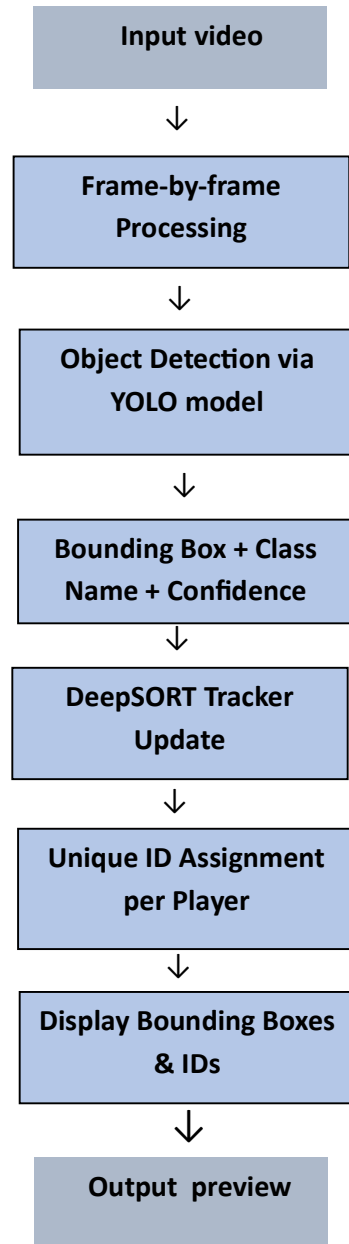 Input video
↓
Frame-by-frame
Processing
↓
Object Detection via
YOLO model
↓
Bounding Box + Class
Name + Confidence
↓
DeepSORT Tracker
Update
↓
Unique ID Assignment
per Player
↓
Display Bounding Boxes
& IDs
↓
Output preview